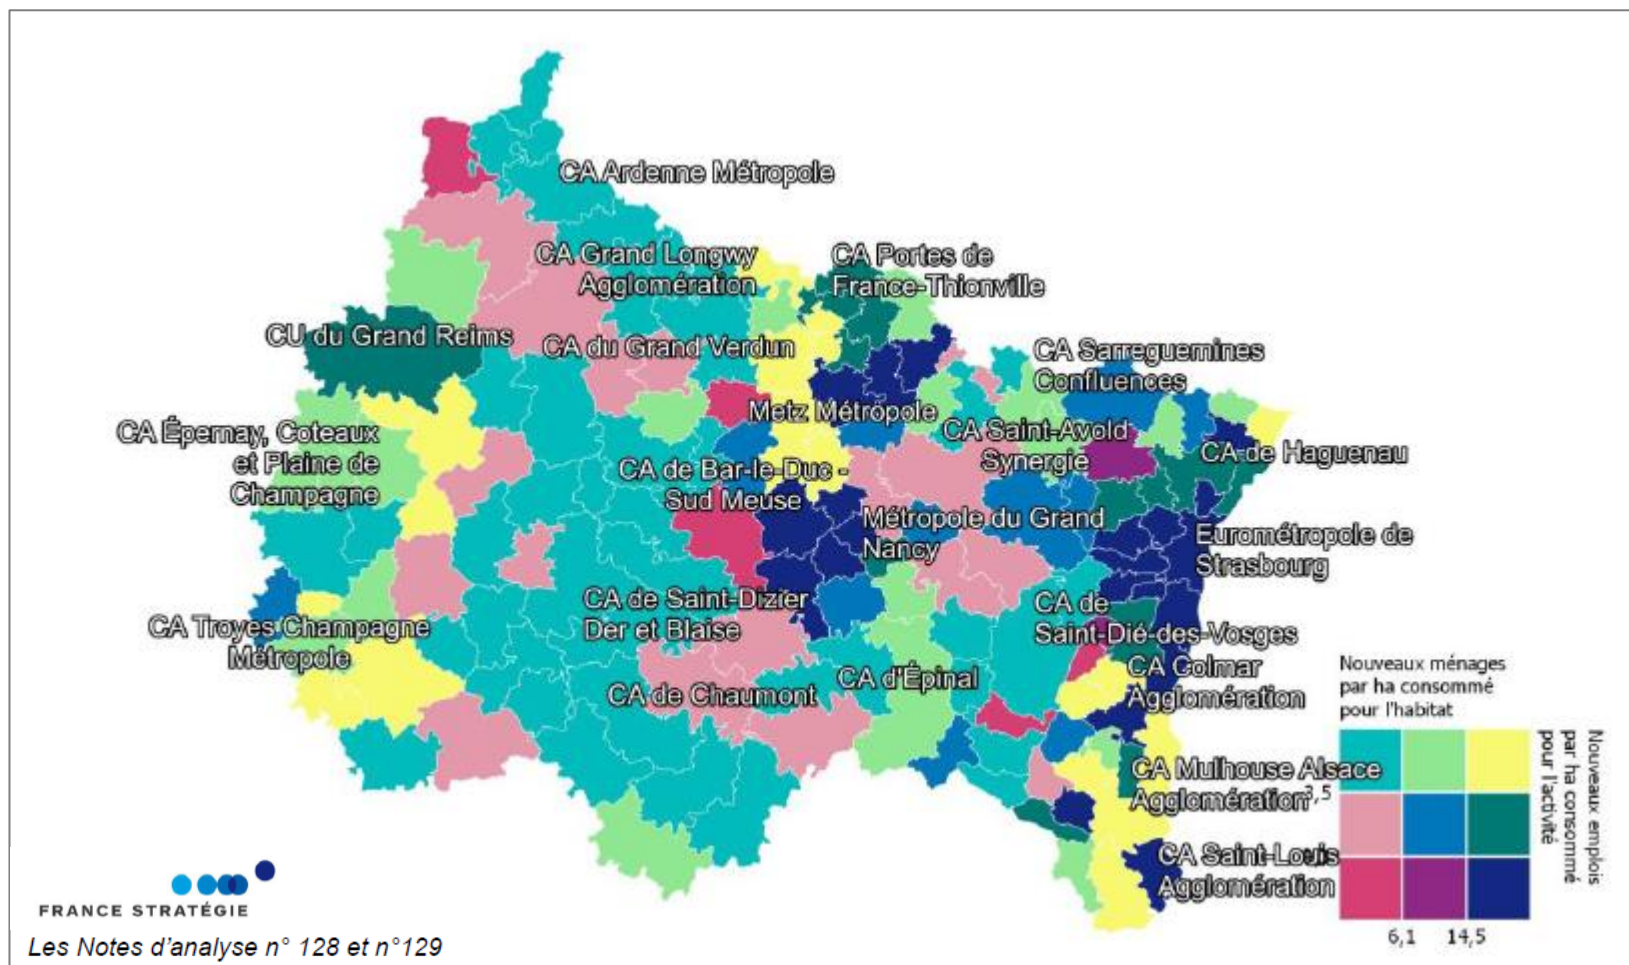 CA Ardenne Métropole
CA Grand Longwy
Agglomération
CA Portes de
France-Thionville
CU du Grand Reims
CA du Grand Verdun
CA Sarreguemines
Confluences
Metz Métropole
CA Épernay, Coteaux
et Plaine de
Champagne
CA Saint-Avold
Synergie
CA de Haguenau
CA de Bar-le-Duc -
Sud Meuse
Métropole du Grand
Nancy
Eurométropole de
Strasbourg
CA de Saint-Dizier
Der et Blaise
CA de
Saint-Dié-des-Vosges
CA Troyes Champagne
Métropole
CA de Chaumont
CA d'Épinal
CA Colmar
Agglomération
CA Mulhouse Alsace
Agglomération
CA Saint-Louis
Agglomération
Nouveaux ménages
par ha consommé
pour l'habitat
Nouveaux emplois
par ha consommé
pour l'activité
3,5
6,1 14,5
FRANCE STRATÉGIE
Les Notes d'analyse n° 128 et n°129